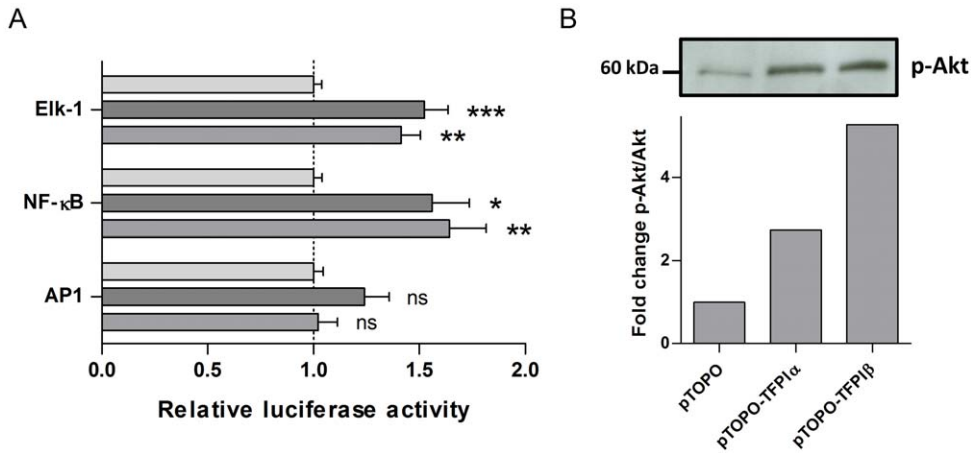 A
Elk-1
***
**
NF-κB
*
**
AP1
ns
ns
0.0 0.5 1.0 1.5 2.0
Relative luciferase activity
B
60 kDa
p-Akt
Fold change p-Akt/Akt
4
2
0
pTOPO
pTOPO-TFPIα
pTOPO-TFPIβ